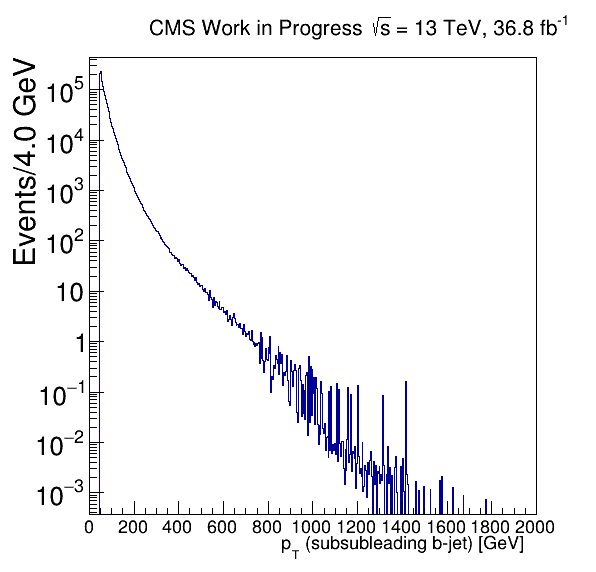 CMS Work in Progress √s = 13 TeV, 36.8 fb⁻¹
Events/4.0 GeV
10⁵
10⁴
10³
10²
10
1
10⁻¹
10⁻²
10⁻³
0 200 400 600 800 1000 1200 1400 1600 1800 2000
p_T (subsubleading b-jet) [GeV]